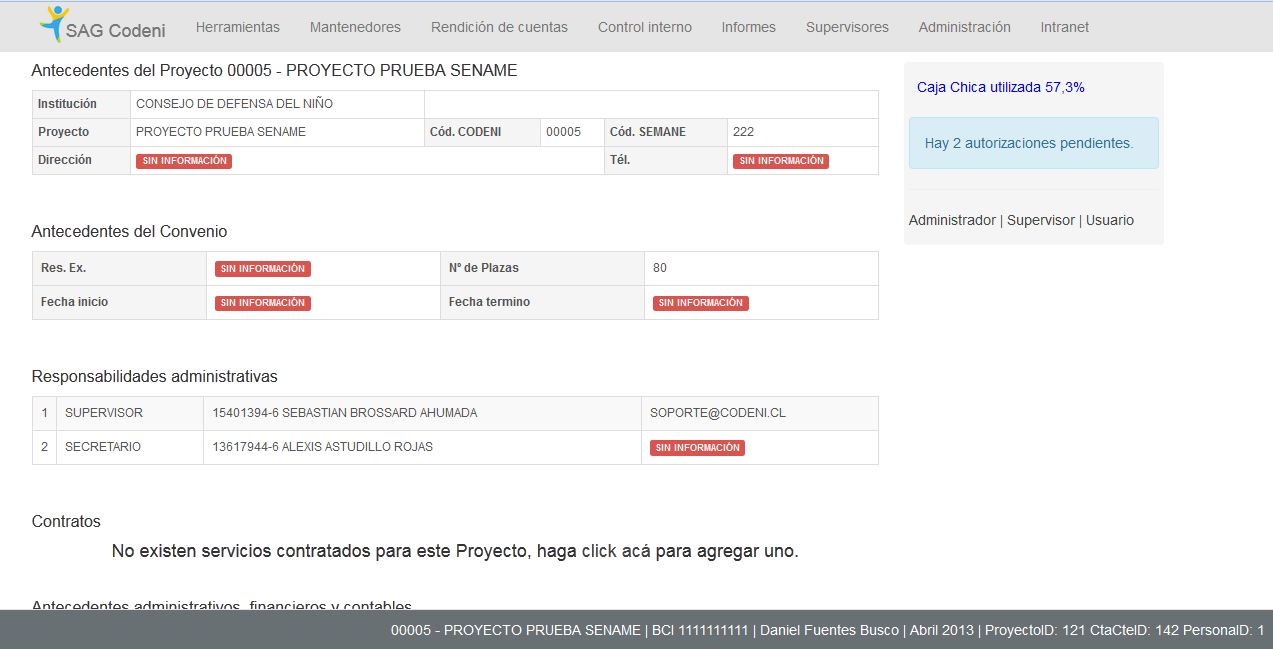 SAG Codeni Herramientas Mantenedores Rendición de cuentas Control interno Informes Supervisores Administración Intranet
Antecedentes del Proyecto 00005 - PROYECTO PRUEBA SENAME
Institución CONSEJO DE DEFENSA DEL NIÑO
Proyecto PROYECTO PRUEBA SENAME Cód. CODENI 00005 Cód. SEMANE 222
Dirección SIN INFORMACIÓN Tél. SIN INFORMACIÓN
Caja Chica utilizada 57,3%
Hay 2 autorizaciones pendientes.
Administrador | Supervisor | Usuario
Antecedentes del Convenio
Res. Ex. SIN INFORMACIÓN Nº de Plazas 80
Fecha inicio SIN INFORMACIÓN Fecha termino SIN INFORMACIÓN
Responsabilidades administrativas
1 SUPERVISOR 15401394-6 SEBASTIAN BROSSARD AHUMADA SOPORTE@CODENI.CL
2 SECRETARIO 13617944-6 ALEXIS ASTUDILLO ROJAS SIN INFORMACIÓN
Contratos
No existen servicios contratados para este Proyecto, haga click acá para agregar uno.
Antecedentes administrativos, financieros y contables
00005 - PROYECTO PRUEBA SENAME | BCI 1111111111 | Daniel Fuentes Busco | Abril 2013 | ProyectoID: 121 CtaCteID: 142 PersonaID: 1